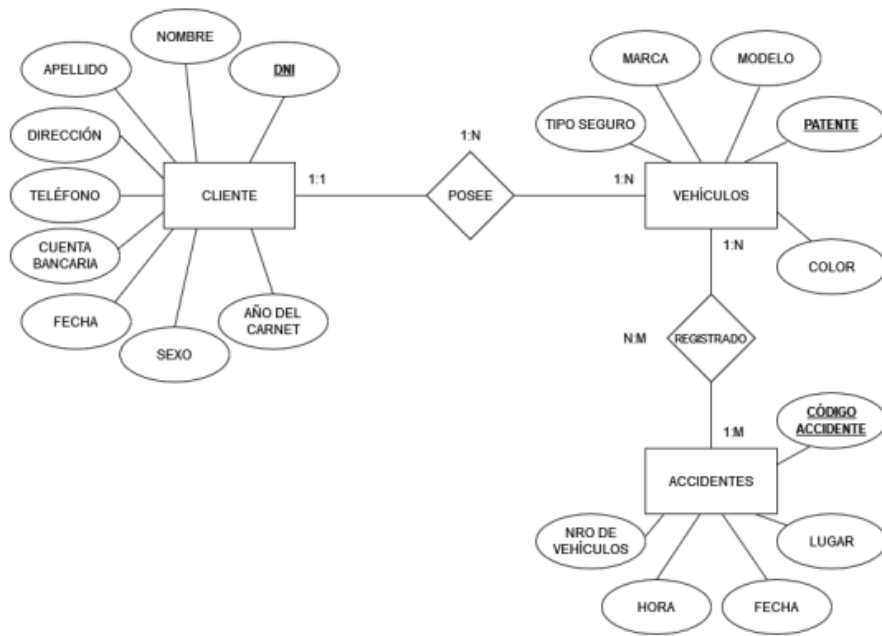 NOMBRE
APELLIDO
DNI
DIRECCIÓN
TELÉFONO
CUENTA
BANCARIA
FECHA
SEXO
AÑO DEL
CARNET
CLIENTE
1:1
1:N
POSEE
1:N
MARCA
MODELO
TIPO SEGURO
PATENTE
VEHÍCULOS
COLOR
1:N
N:M
REGISTRADO
1:M
CÓDIGO
ACCIDENTE
ACCIDENTES
NRO DE
VEHÍCULOS
LUGAR
HORA
FECHA